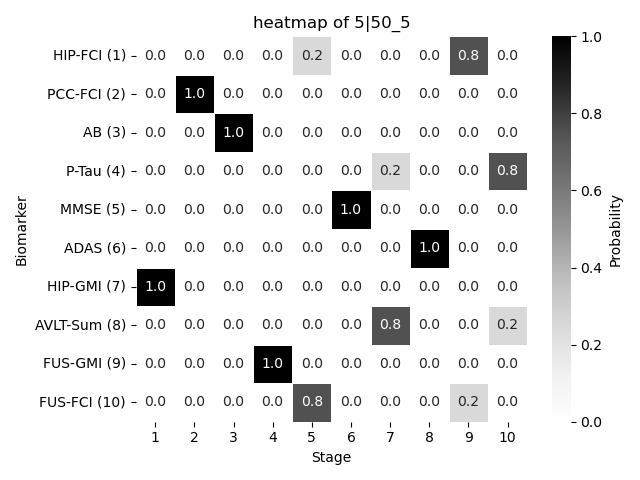 heatmap of 5|50_5
HIP-FCI (1) 0.0 0.0 0.0 0.0 0.2 0.0 0.0 0.0 0.8 0.0
PCC-FCI (2) 0.0 1.0 0.0 0.0 0.0 0.0 0.0 0.0 0.0 0.0
AB (3) 0.0 0.0 1.0 0.0 0.0 0.0 0.0 0.0 0.0 0.0
P-Tau (4) 0.0 0.0 0.0 0.0 0.0 0.0 0.2 0.0 0.0 0.8
MMSE (5) 0.0 0.0 0.0 0.0 0.0 1.0 0.0 0.0 0.0 0.0
ADAS (6) 0.0 0.0 0.0 0.0 0.0 0.0 0.0 1.0 0.0 0.0
HIP-GMI (7) 1.0 0.0 0.0 0.0 0.0 0.0 0.0 0.0 0.0 0.0
AVLT-Sum (8) 0.0 0.0 0.0 0.0 0.0 0.0 0.8 0.0 0.0 0.2
FUS-GMI (9) 0.0 0.0 0.0 1.0 0.0 0.0 0.0 0.0 0.0 0.0
FUS-FCI (10) 0.0 0.0 0.0 0.0 0.8 0.0 0.0 0.0 0.2 0.0
1 2 3 4 5 6 7 8 9 10
Stage
Biomarker
1.0
0.8
0.6
0.4
0.2
0.0
Probability